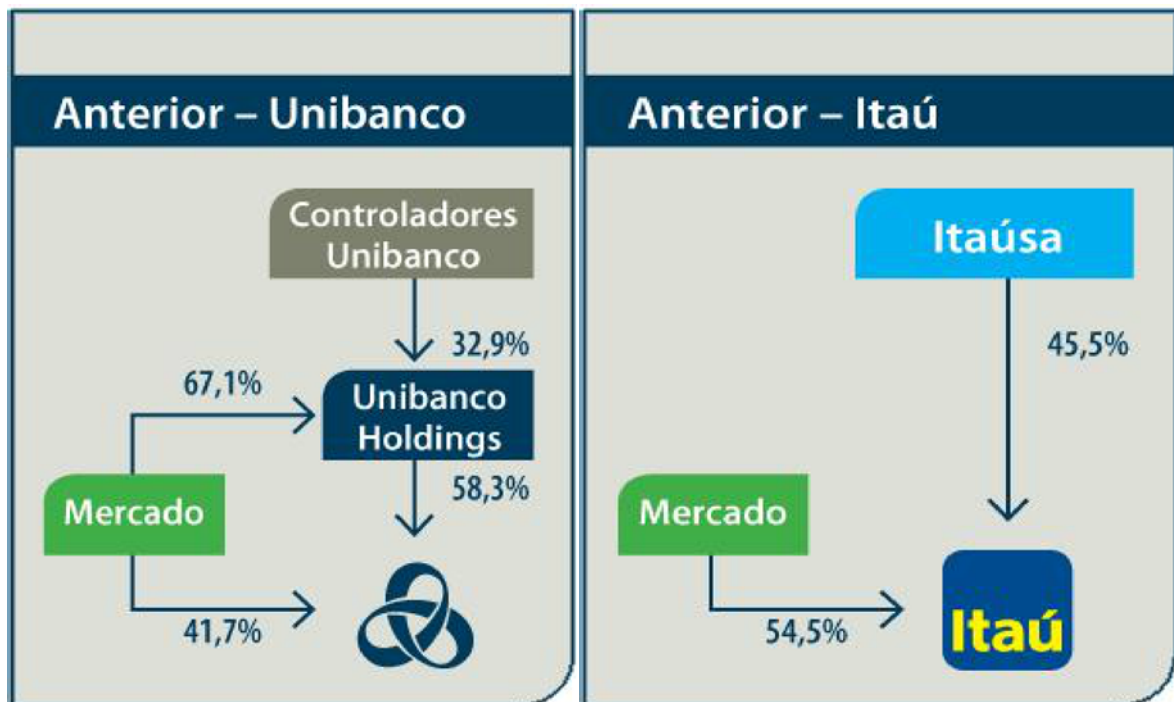 Anterior – Unibanco
Controladores
Unibanco
32,9%
67,1%
Unibanco
Holdings
58,3%
Mercado
41,7%
Anterior – Itaú
Itaúsa
45,5%
Mercado
54,5%
Itaú